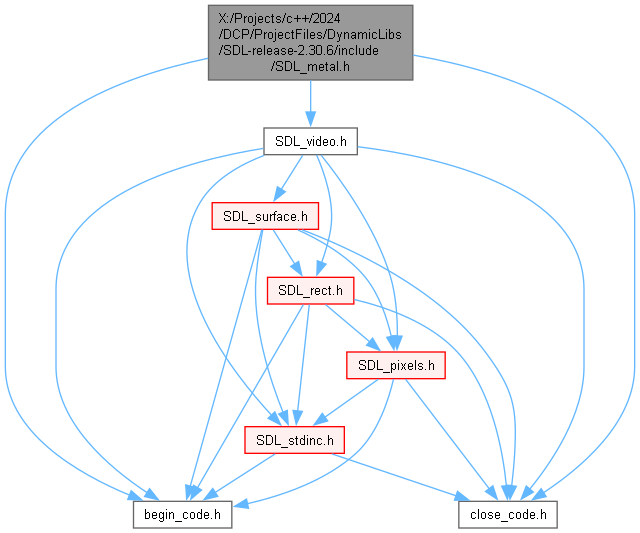 X:/Projects/c++/2024
/DCP/ProjectFiles/DynamicLibs
/SDL-release-2.30.6/include
/SDL_metal.h
SDL_video.h
SDL_surface.h
SDL_rect.h
SDL_pixels.h
SDL_stdinc.h
begin_code.h
close_code.h